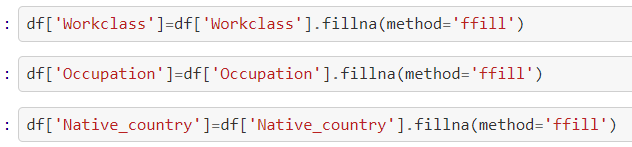 : df['Workclass']=df['Workclass'].fillna(method='ffill')
: df['Occupation']=df['Occupation'].fillna(method='ffill')
: df['Native_country']=df['Native_country'].fillna(method='ffill')